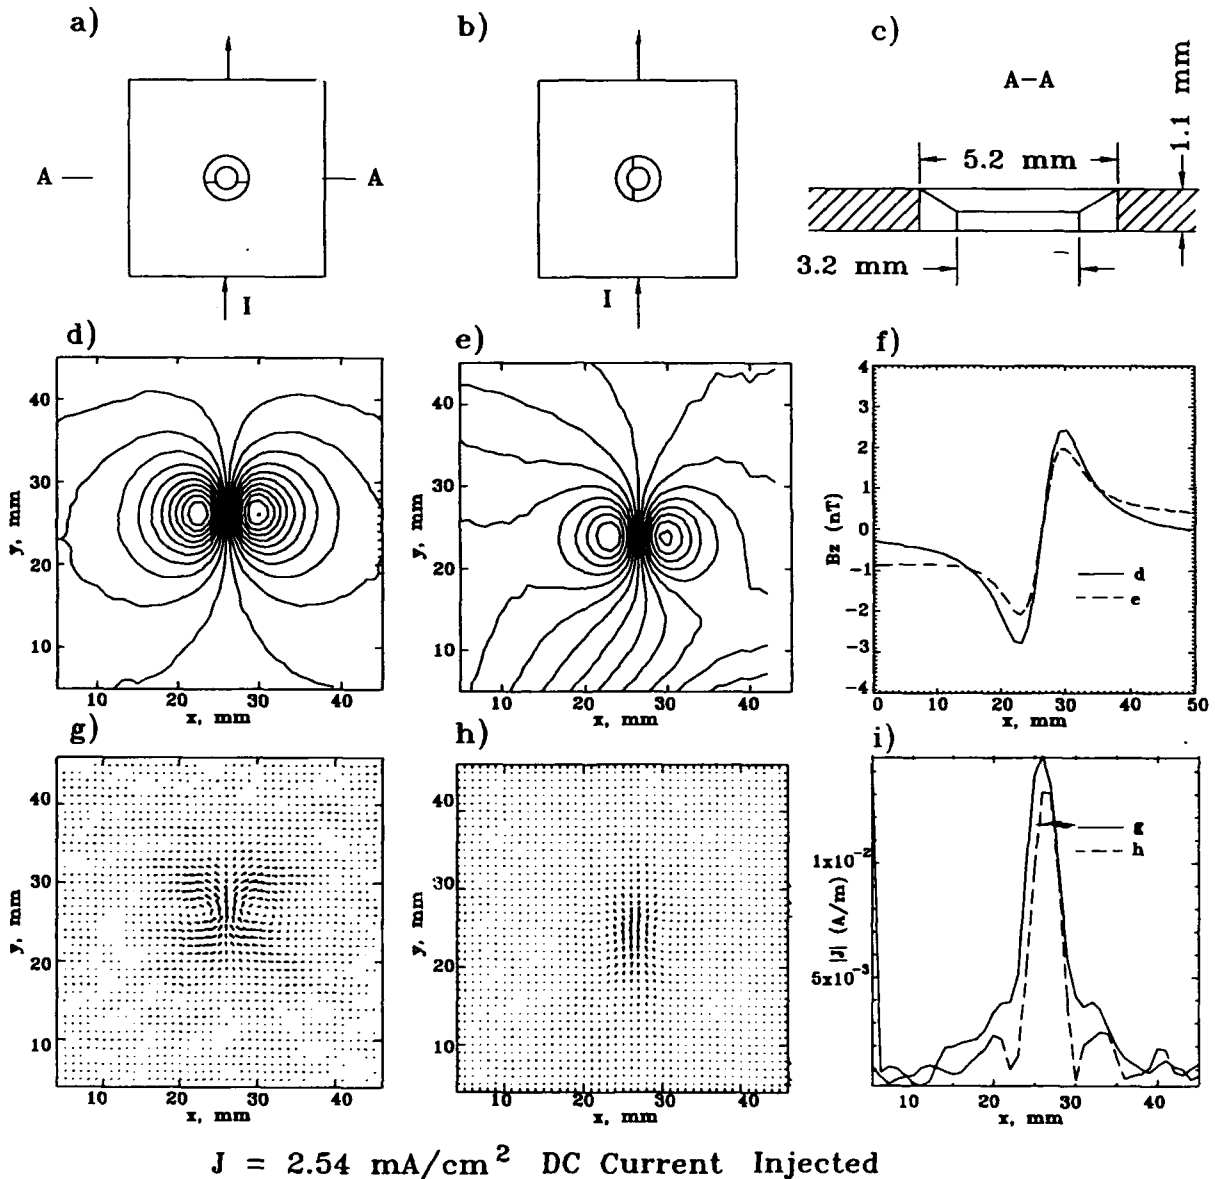 a)
b)
c)
A-A
A
A
I
I
5.2 mm
1.1 mm
3.2 mm
d)
40
30
20
10
y, mm
10 20 30 40
x, mm
e)
40
30
20
10
y, mm
10 20 30 40
x, mm
f)
4
3
2
1
0
-1
-2
-3
-4
Bz (nT)
d
e
0 10 20 30 40 50
x, mm
g)
40
30
20
10
y, mm
10 20 30 40
x, mm
h)
40
30
20
10
y, mm
10 20 30 40
x, mm
i)
1x10⁻²
5x10⁻³
|J| (A/m)
g
h
10 20 30 40
x, mm
J = 2.54 mA/cm² DC Current Injected